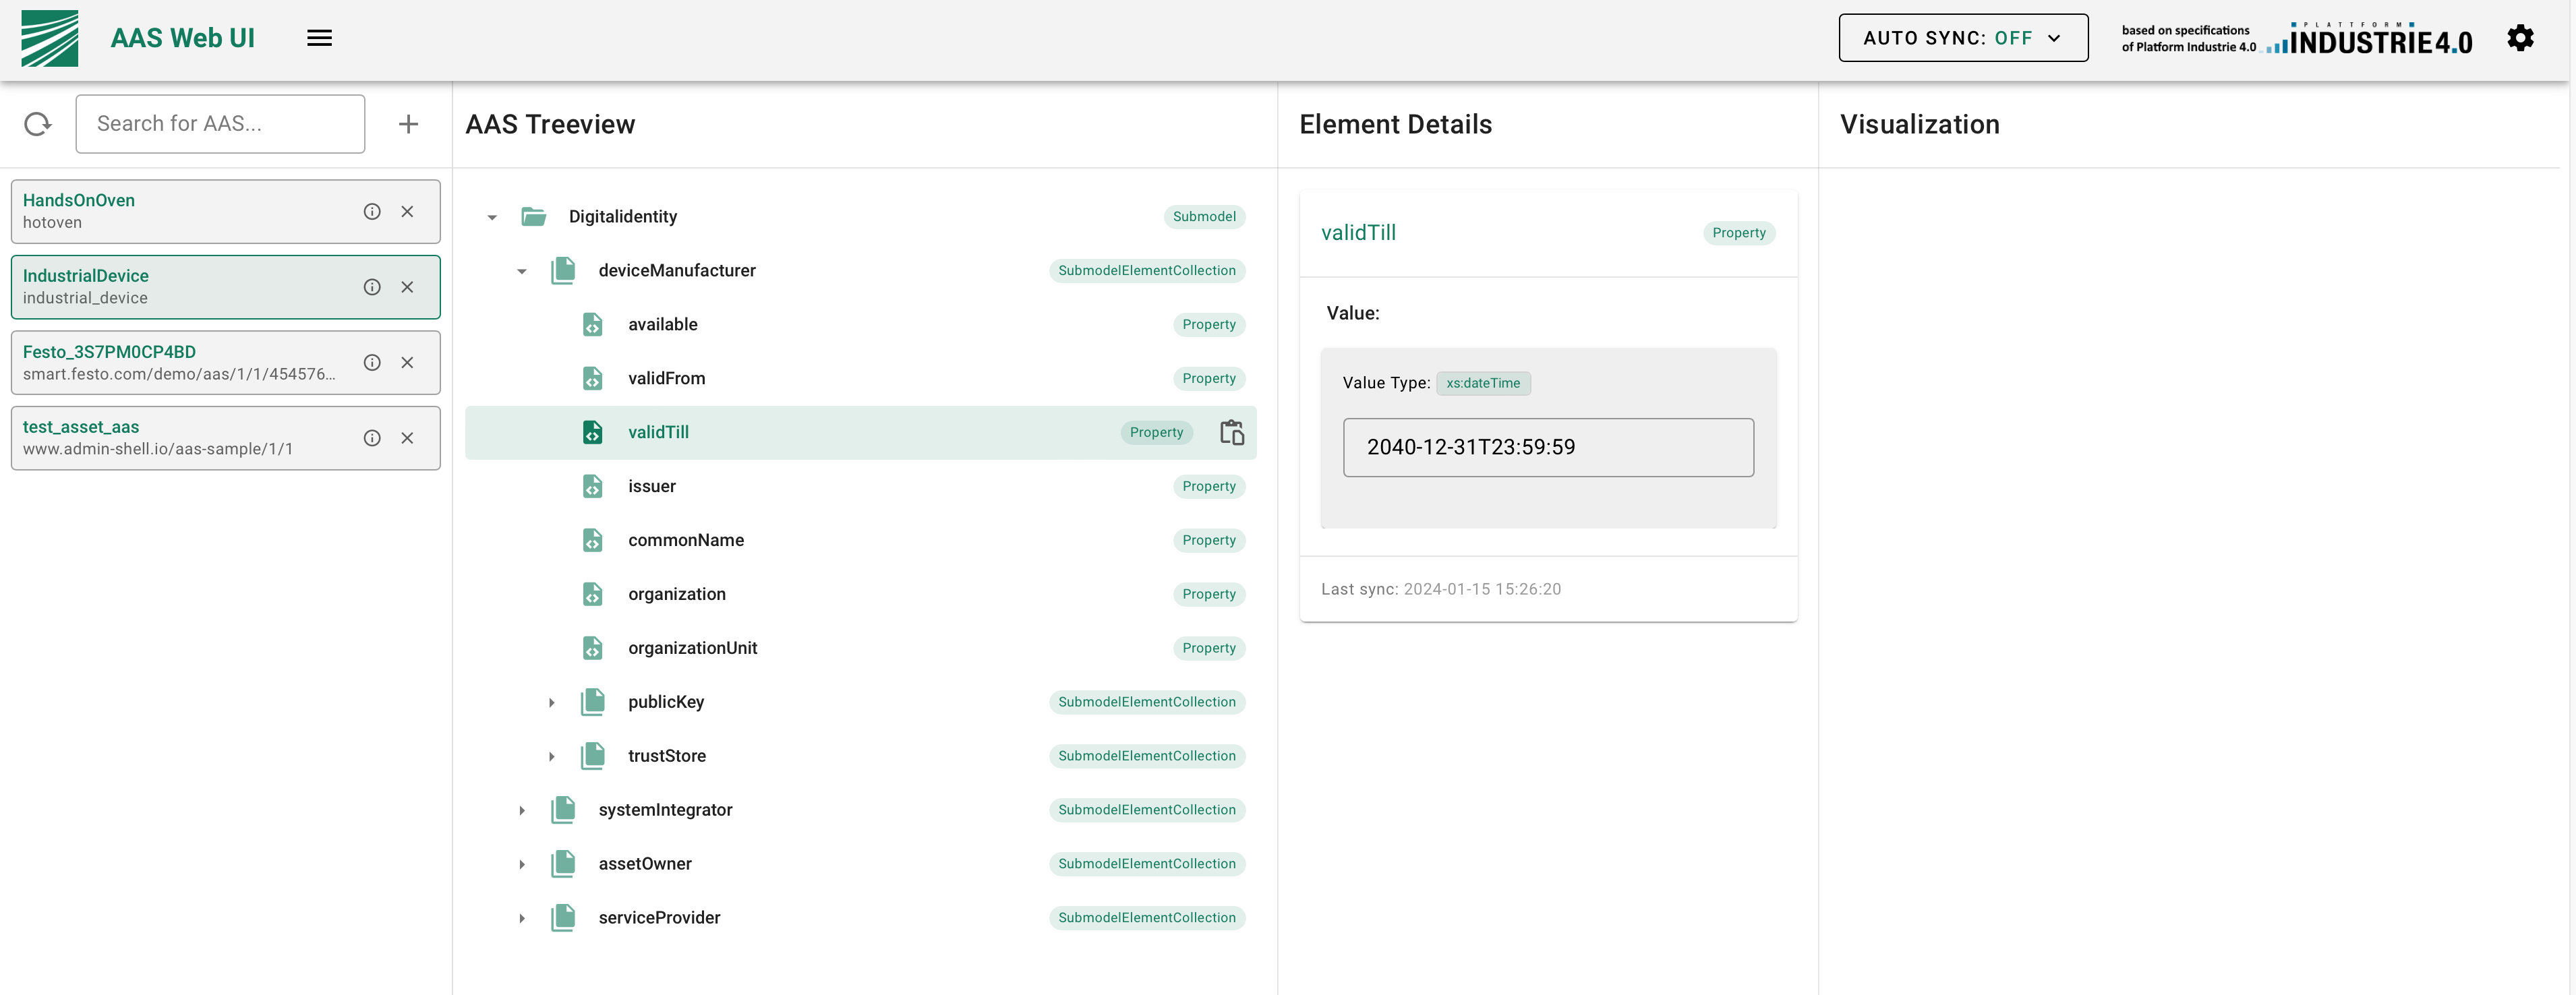 AAS Web UI
AUTO SYNC: OFF
based on specifications
of Platform Industrie 4.0
PLATTFORM
INDUSTRIE4.0
Search for AAS...
HandsOnOven
hotoven
IndustrialDevice
industrial_device
Festo_3S7PM0CP4BD
smart.festo.com/demo/aas/1/1/454576...
test_asset_aas
www.admin-shell.io/aas-sample/1/1
AAS Treeview
Digitalidentity Submodel
deviceManufacturer SubmodelElementCollection
available Property
validFrom Property
validTill Property
issuer Property
commonName Property
organization Property
organizationUnit Property
publicKey SubmodelElementCollection
trustStore SubmodelElementCollection
systemIntegrator SubmodelElementCollection
assetOwner SubmodelElementCollection
serviceProvider SubmodelElementCollection
Element Details
validTill Property
Value:
Value Type: xs:dateTime
2040-12-31T23:59:59
Last sync: 2024-01-15 15:26:20
Visualization